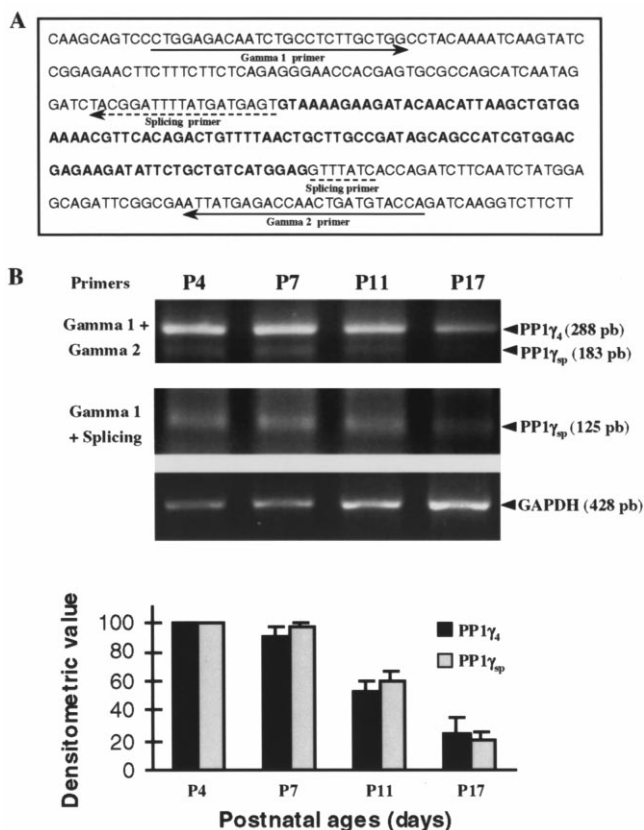 A
CAAGCAGTCCCTGGAGACAATCTGCCTCTTGCTGGCCTACAAAATCAAGTATC
Gamma 1 primer
CGGAGAACTTCTTTCTTCTCAGAGGGAACCACGAGTGCGCCAGCATCAATAG
GATCTACGGATTTTATGATGAGTGTAAAAGAAGATACAACATTAAGCTGTGG
Splicing primer
AAAACGTTCACAGACTGTTTTAACTGCTTGCCGATAGCAGCCATCGTGGAC
GAGAAGATATTCTGCTGTCATGGAGGTTTATCACCAGATCTTCAATCTATGGA
Splicing primer
GCAGATTCGGCGAATTATGAGACCAACTGATGTACCAGATCAAGGTCTTCTT
Gamma 2 primer
B
Primers P4 P7 P11 P17
Gamma 1 +
Gamma 2
PP1γ4 (288 pb)
PP1γsp (183 pb)
Gamma 1
+ Splicing
PP1γsp (125 pb)
GAPDH (428 pb)
Densitometric value
100
80
60
40
20
0
PP1γ4
PP1γsp
P4 P7 P11 P17
Postnatal ages (days)